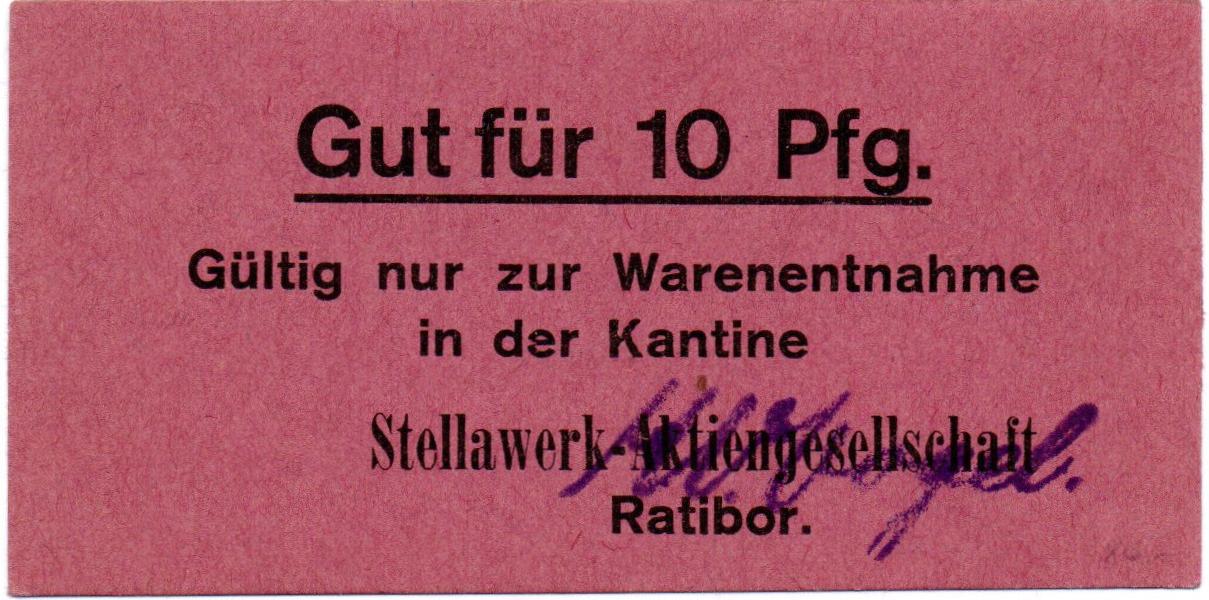 Gut für 10 Pfg.
Gültig nur zur Warenentnahme
in der Kantine
Stellawerk-Aktiengesellschaft
Ratibor.